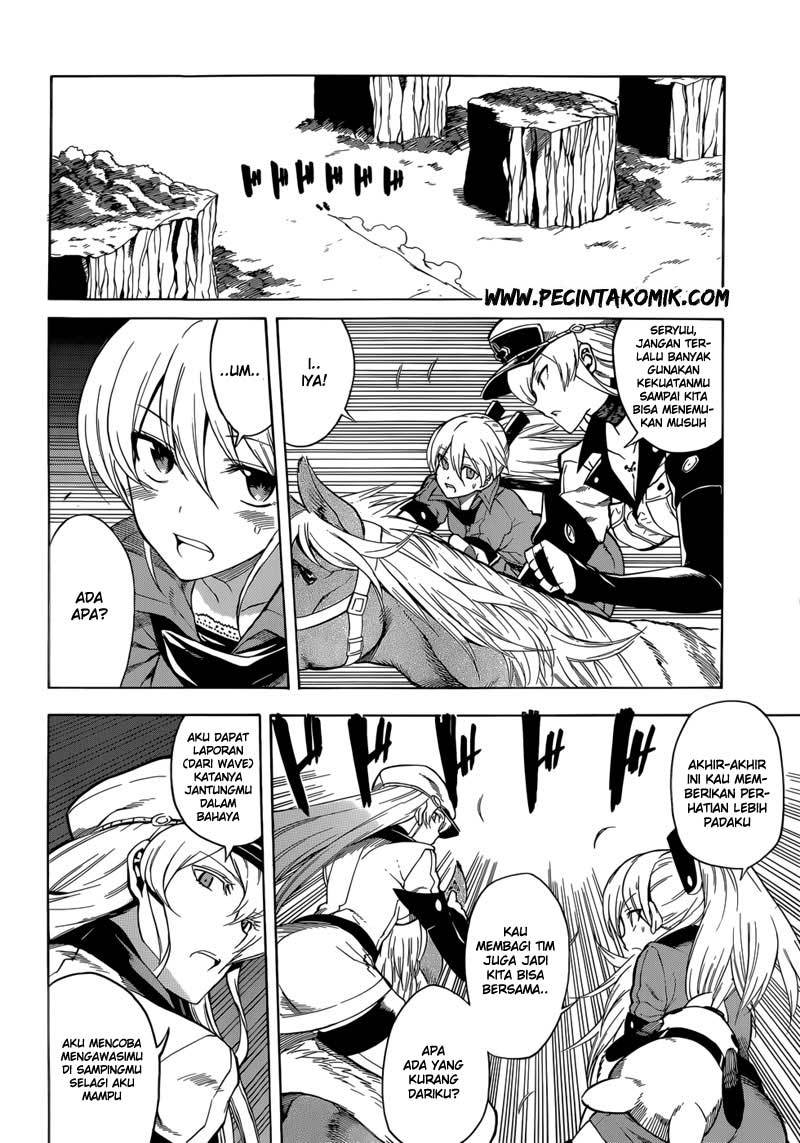 WWW.PECINTAKOMIK.COM
SERYUU,
JANGAN TER-
LALU BANYAK
GUNAKAN
KEKUATANMU
SAMPAI KITA
BISA MENEMU-
KAN MUSUH
I..
IYA!
..UM..
ADA
APA?
AKHIR-AKHIR
INI KAU MEM-
BERIKAN PER-
HATIAN LEBIH
PADAKU
KAU
MEMBAGI TIM
JUGA JADI
KITA BISA
BERSAMA..
APA
ADA YANG
KURANG
DARIKU?
AKU DAPAT
LAPORAN
(DARI WAVE)
KATANYA
JANTUNGMU
DALAM
BAHAYA
AKU MENCOBA
MENGAWASIMU
DI SAMPINGMU
SELAGI AKU
MAMPU